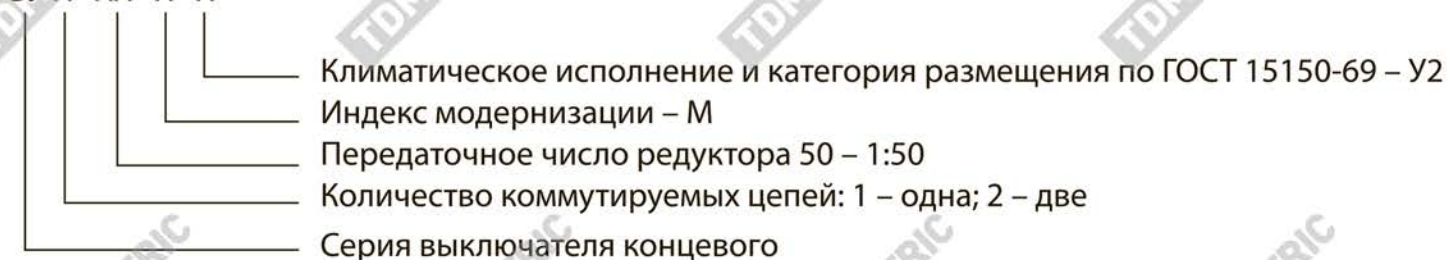 Климатическое исполнение и категория размещения по ГОСТ 15150-69 – У2
Индекс модернизации – М
Передаточное число редуктора 50 – 1:50
Количество коммутируемых цепей: 1 – одна; 2 – две
Серия выключателя концевого